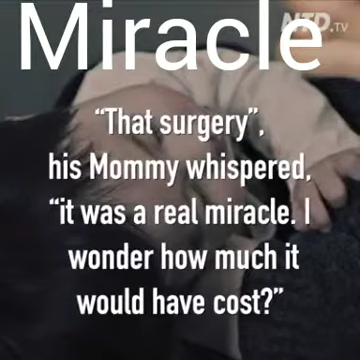 Miracle
NTD.TV
“That surgery”,
his Mommy whispered,
“it was a real miracle. I
wonder how much it
would have cost?”